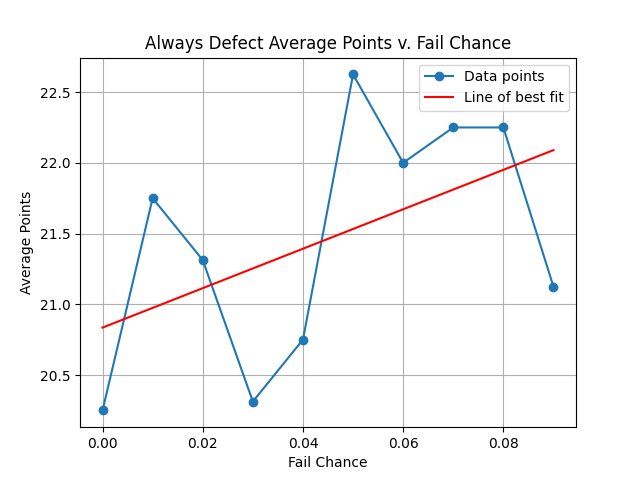 Always Defect Average Points v. Fail Chance
Data points
Line of best fit
Average Points
22.5
22.0
21.5
21.0
20.5
0.00 0.02 0.04 0.06 0.08
Fail Chance